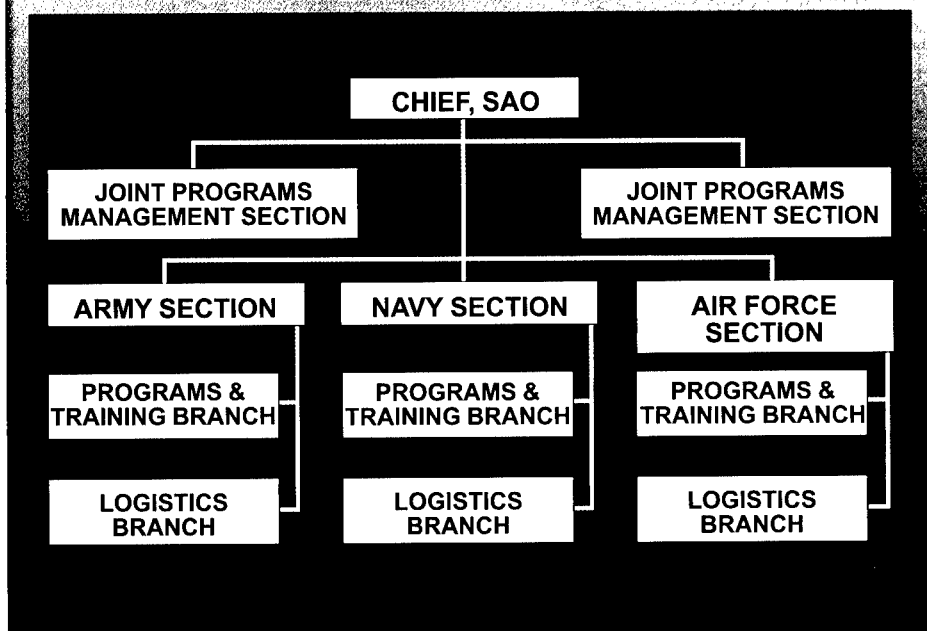 CHIEF, SAO
JOINT PROGRAMS
MANAGEMENT SECTION
JOINT PROGRAMS
MANAGEMENT SECTION
ARMY SECTION
NAVY SECTION
AIR FORCE
SECTION
PROGRAMS &
TRAINING BRANCH
PROGRAMS &
TRAINING BRANCH
PROGRAMS &
TRAINING BRANCH
LOGISTICS
BRANCH
LOGISTICS
BRANCH
LOGISTICS
BRANCH